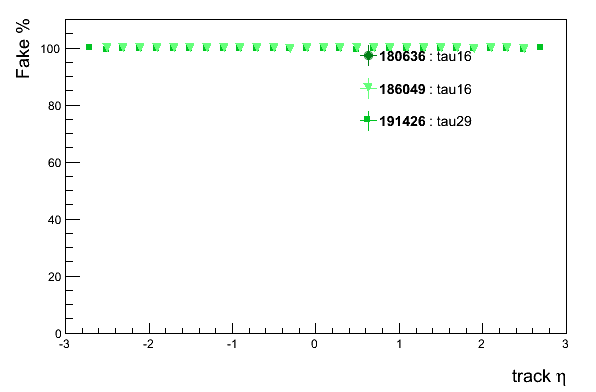 Fake %
100
80
60
40
20
0
180636 : tau16
186049 : tau16
191426 : tau29
-3 -2 -1 0 1 2 3
track η